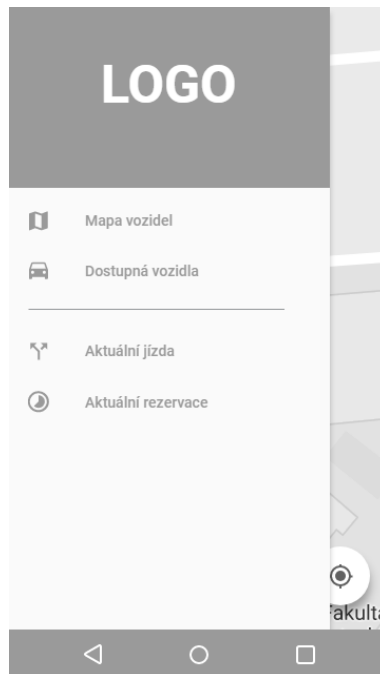 LOGO
Mapa vozidel
Dostupná vozidla
Aktuální jízda
Aktuální rezervace